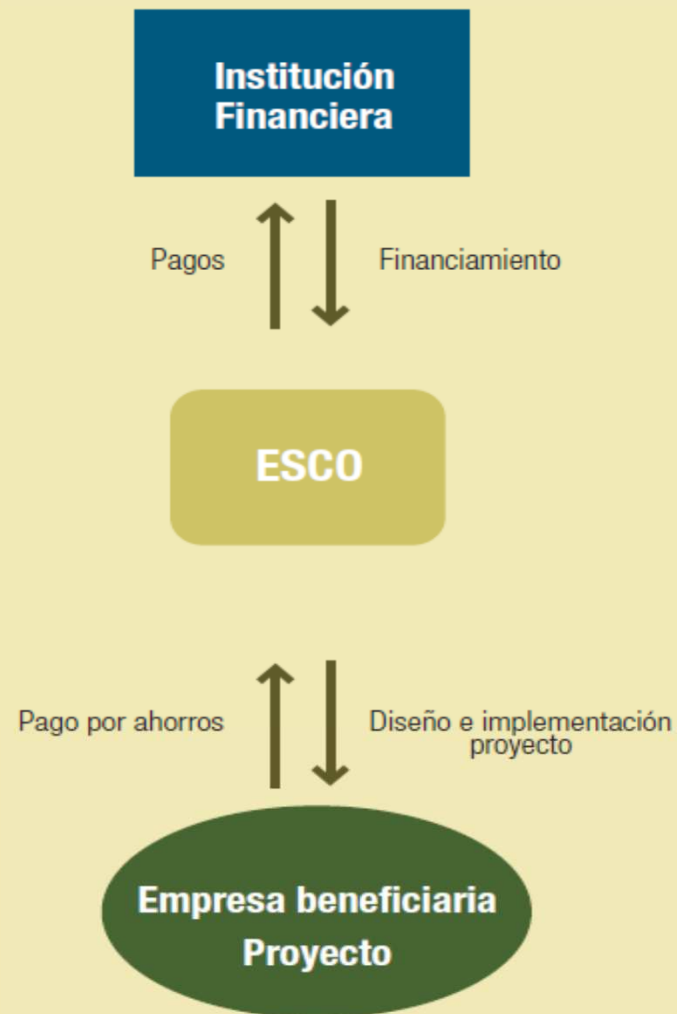 Institución
Financiera
Pagos
Financiamiento
ESCO
Pago por ahorros
Diseño e implementación
proyecto
Empresa beneficiaria
Proyecto